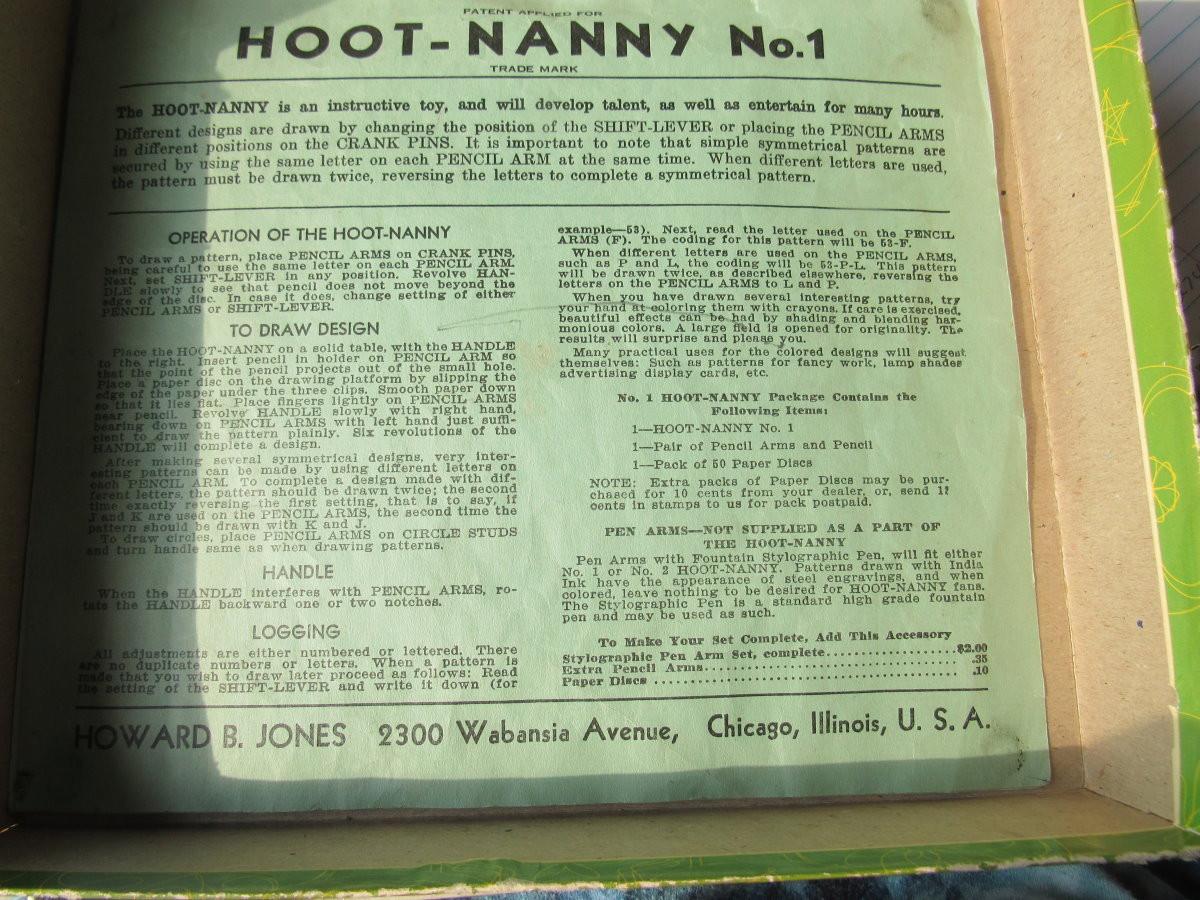 PATENT APPLIED FOR
HOOT-NANNY No.1
TRADE MARK
The HOOT-NANNY is an instructive toy, and will develop talent, as well as entertain for many hours.
Different designs are drawn by changing the position of the SHIFT-LEVER or placing the PENCIL ARMS
in different positions on the CRANK PINS. It is important to note that simple symmetrical patterns are
secured by using the same letter on each PENCIL ARM at the same time. When different letters are used,
the pattern must be drawn twice, reversing the letters to complete a symmetrical pattern.
OPERATION OF THE HOOT-NANNY
To draw a pattern, place PENCIL ARMS on CRANK PINS,
being careful to use the same letter on each PENCIL ARM.
Next, set SHIFT-LEVER in any position. Revolve HAN-
DLE slowly to see that pencil does not move beyond the
edge of the disc. In case it does, change setting of either
PENCIL ARMS or SHIFT-LEVER.
TO DRAW DESIGN
Place the HOOT-NANNY on a solid table, with the HANDLE
to the right. Insert pencil in holder on PENCIL ARM so
that the point of the pencil projects out of the small hole.
Place a paper disc on the drawing platform by slipping the
edge of the paper under the three clips. Smooth paper down
so that it lies flat. Place fingers lightly on PENCIL ARMS
near pencil. Revolve HANDLE slowly with right hand,
bearing down on PENCIL ARMS with left hand just suffi-
cient to draw the pattern plainly. Six revolutions of the
HANDLE will complete a design.
After making several symmetrical designs, very inter-
esting patterns can be made by using different letters on
each PENCIL ARM. To complete a design made with dif-
ferent letters, the pattern should be drawn twice; the second
time exactly reversing the first setting, that is to say, if
J and K are used on the PENCIL ARMS, the second time the
pattern should be drawn with K and J.
To draw circles, place PENCIL ARMS on CIRCLE STUDS
and turn handle same as when drawing patterns.
HANDLE
When the HANDLE interferes with PENCIL ARMS, ro-
tate the HANDLE backward one or two notches.
LOGGING
All adjustments are either numbered or lettered. There
are no duplicate numbers or letters. When a pattern is
made that you wish to draw later proceed as follows: Read
the setting of the SHIFT-LEVER and write it down (for
example—53). Next, read the letter used on the PENCIL
ARMS (F). The coding for this pattern will be 53-F.
When different letters are used on the PENCIL ARMS,
such as P and L, the coding will be 53-P-L. This pattern
will be drawn twice, as described elsewhere, reversing the
letters on the PENCIL ARMS to L and P.
When you have drawn several interesting patterns, try
your hand at coloring them with crayons. If care is exercised,
beautiful effects can be had by shading and blending har-
monious colors. A large field is opened for originality. The
results will surprise and please you.
Many practical uses for the colored designs will suggest
themselves: Such as patterns for fancy work, lamp shades
advertising display cards, etc.
No. 1 HOOT-NANNY Package Contains the
Following Items:
1—HOOT-NANNY No. 1
1—Pair of Pencil Arms and Pencil
1—Pack of 50 Paper Discs
NOTE: Extra packs of Paper Discs may be pur-
chased for 10 cents from your dealer, or, send
cents in stamps to us for pack postpaid.
PEN ARMS—NOT SUPPLIED AS A PART OF
THE HOOT-NANNY
Pen Arms with Fountain Stylographic Pen, will fit either
No. 1 or No. 2 HOOT-NANNY. Patterns drawn with India
Ink have the appearance of steel engravings, and when
colored, leave nothing to be desired for HOOT-NANNY fans.
The Stylographic Pen is a standard high grade fountain
pen and may be used as such.
To Make Your Set Complete, Add This Accessory
Stylographic Pen Arm Set, complete..................$2.00
Extra Pencil Arms.................................... .35
Paper Discs ........................................... .10
HOWARD B. JONES 2300 Wabansia Avenue, Chicago, Illinois, U. S. A.